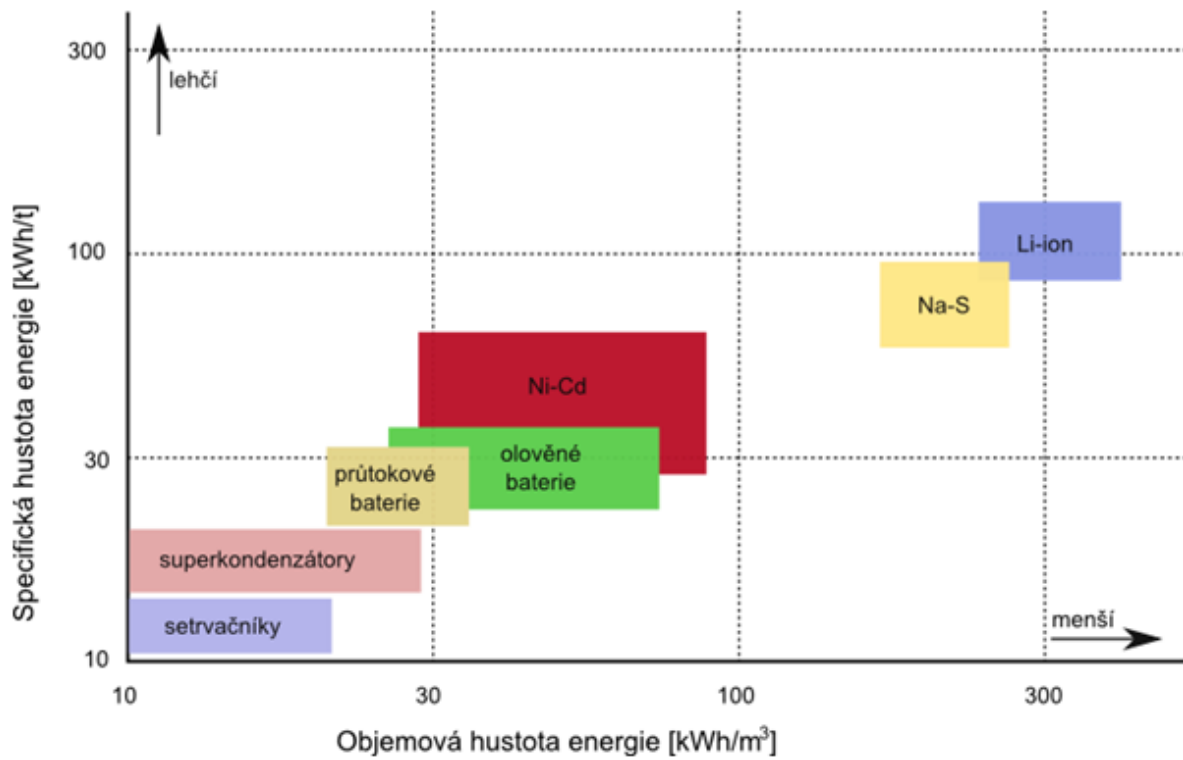 300
lehčí
100
Li-ion
Na-S
Ni-Cd
30
olověné
baterie
průtokové
baterie
superkondenzátory
setrvačníky
menší
10
10
30
100
300
Specifická hustota energie [kWh/t]
Objemová hustota energie [kWh/m³]